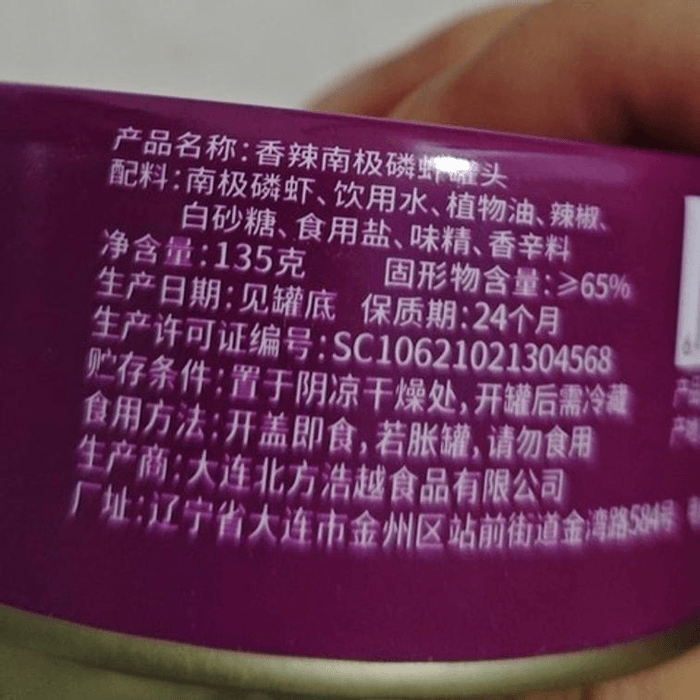 产品名称:香辣南极磷虾罐头
配料:南极磷虾、饮用水、植物油、辣椒、
白砂糖、食用盐、味精、香辛料
净含量:135克 固形物含量:≥65%
生产日期:见罐底 保质期:24个月
生产许可证编号:SC10621021304568
贮存条件:置于阴凉干燥处,开罐后需冷藏
食用方法:开盖即食,若胀罐,请勿食用
生产商:大连北方浩越食品有限公司
厂址:辽宁省大连市金州区站前街道金湾路584号